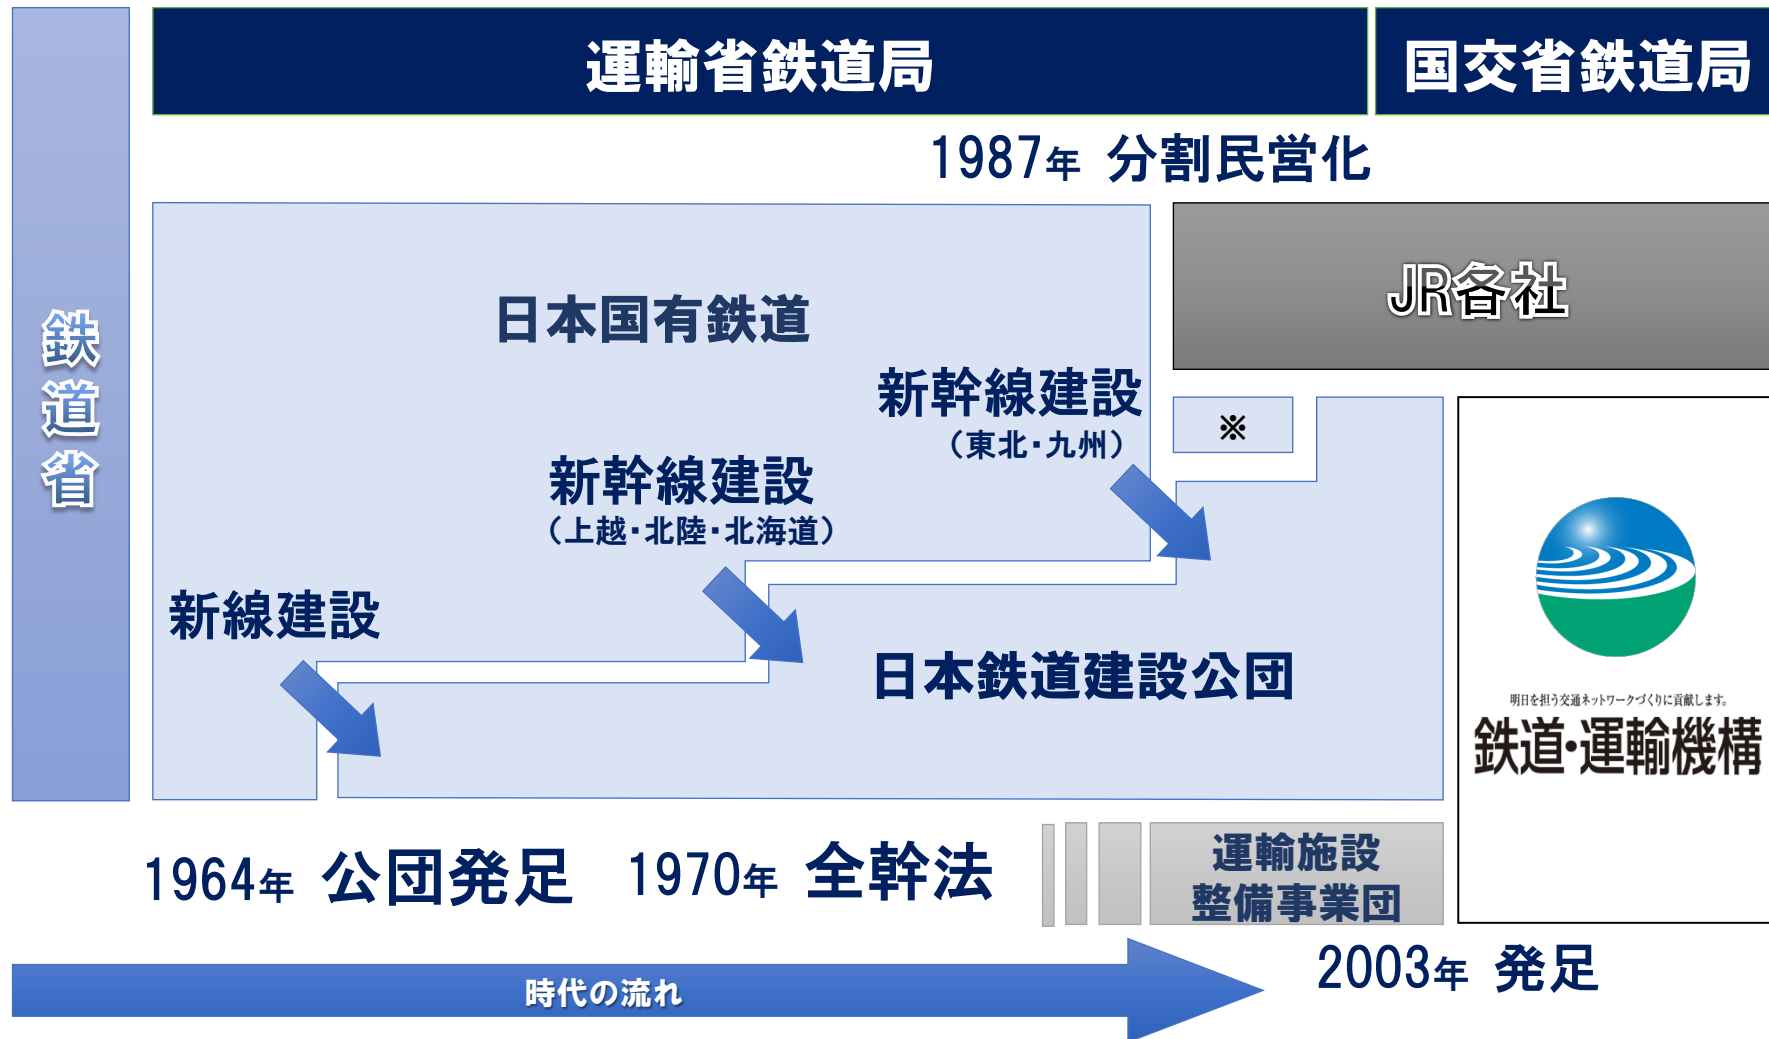 鉄道省
運輸省鉄道局
国交省鉄道局
1987年 分割民営化
日本国有鉄道
JR各社
新幹線建設
（東北・九州）
※
新幹線建設
（上越・北陸・北海道）
新線建設
日本鉄道建設公団
明日を担う交通ネットワークづくりに貢献します。
鉄道・運輸機構
1964年 公団発足
1970年 全幹法
運輸施設
整備事業団
2003年 発足
時代の流れ